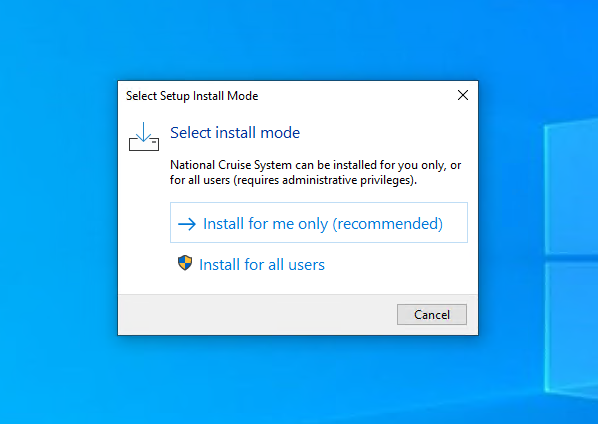 Select Setup Install Mode
Select install mode
National Cruise System can be installed for you only, or
for all users (requires administrative privileges).
Install for me only (recommended)
Install for all users
Cancel